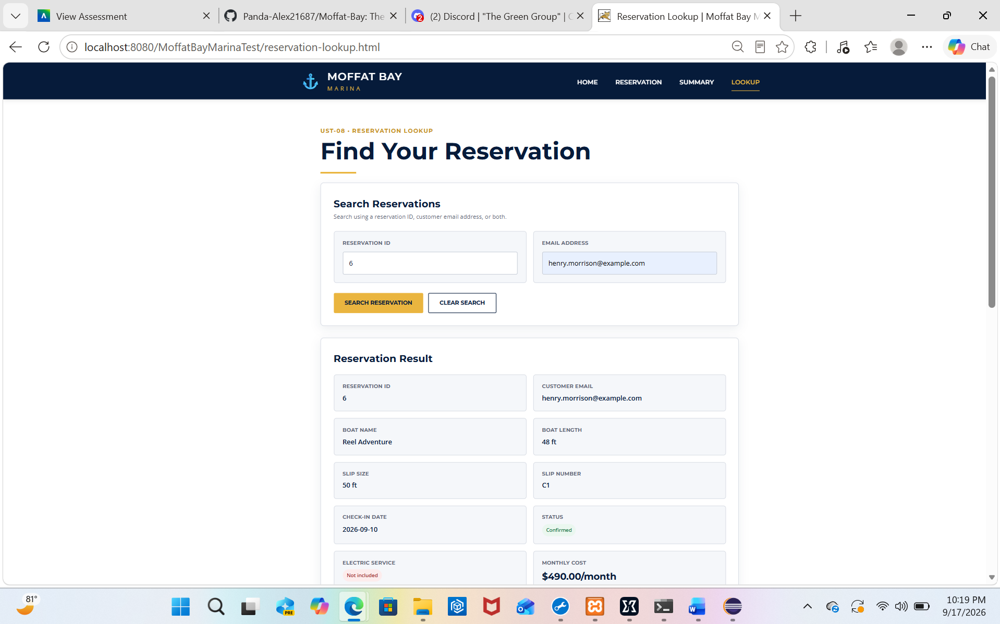 View Assessment
Panda-Alex21687/Moffat-Bay: The
(2) Discord | "The Green Group" | C
Reservation Lookup | Moffat Bay M
localhost:8080/MoffatBayMarinaTest/reservation-lookup.html
Chat
MOFFAT BAY
MARINA
HOME
RESERVATION
SUMMARY
LOOKUP
UST-08 • RESERVATION LOOKUP
Find Your Reservation
Search Reservations
Search using a reservation ID, customer email address, or both.
RESERVATION ID
6
EMAIL ADDRESS
henry.morrison@example.com
SEARCH RESERVATION
CLEAR SEARCH
Reservation Result
RESERVATION ID
6
CUSTOMER EMAIL
henry.morrison@example.com
BOAT NAME
Reel Adventure
BOAT LENGTH
48 ft
SLIP SIZE
50 ft
SLIP NUMBER
C1
CHECK-IN DATE
2026-09-10
STATUS
Confirmed
ELECTRIC SERVICE
Not included
MONTHLY COST
$490.00/month
81°
PRE
10:19 PM
9/17/2026